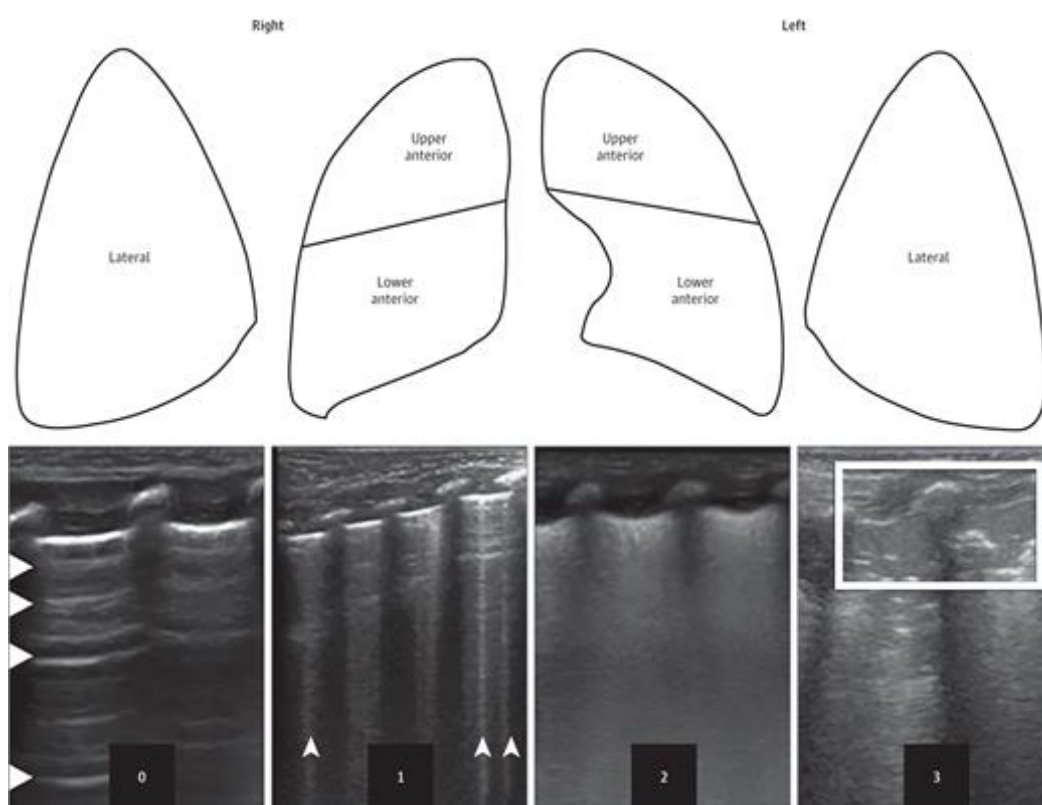 Right
Left
Lateral
Upper
anterior
Lower
anterior
Upper
anterior
Lower
anterior
Lateral
0
1
2
3